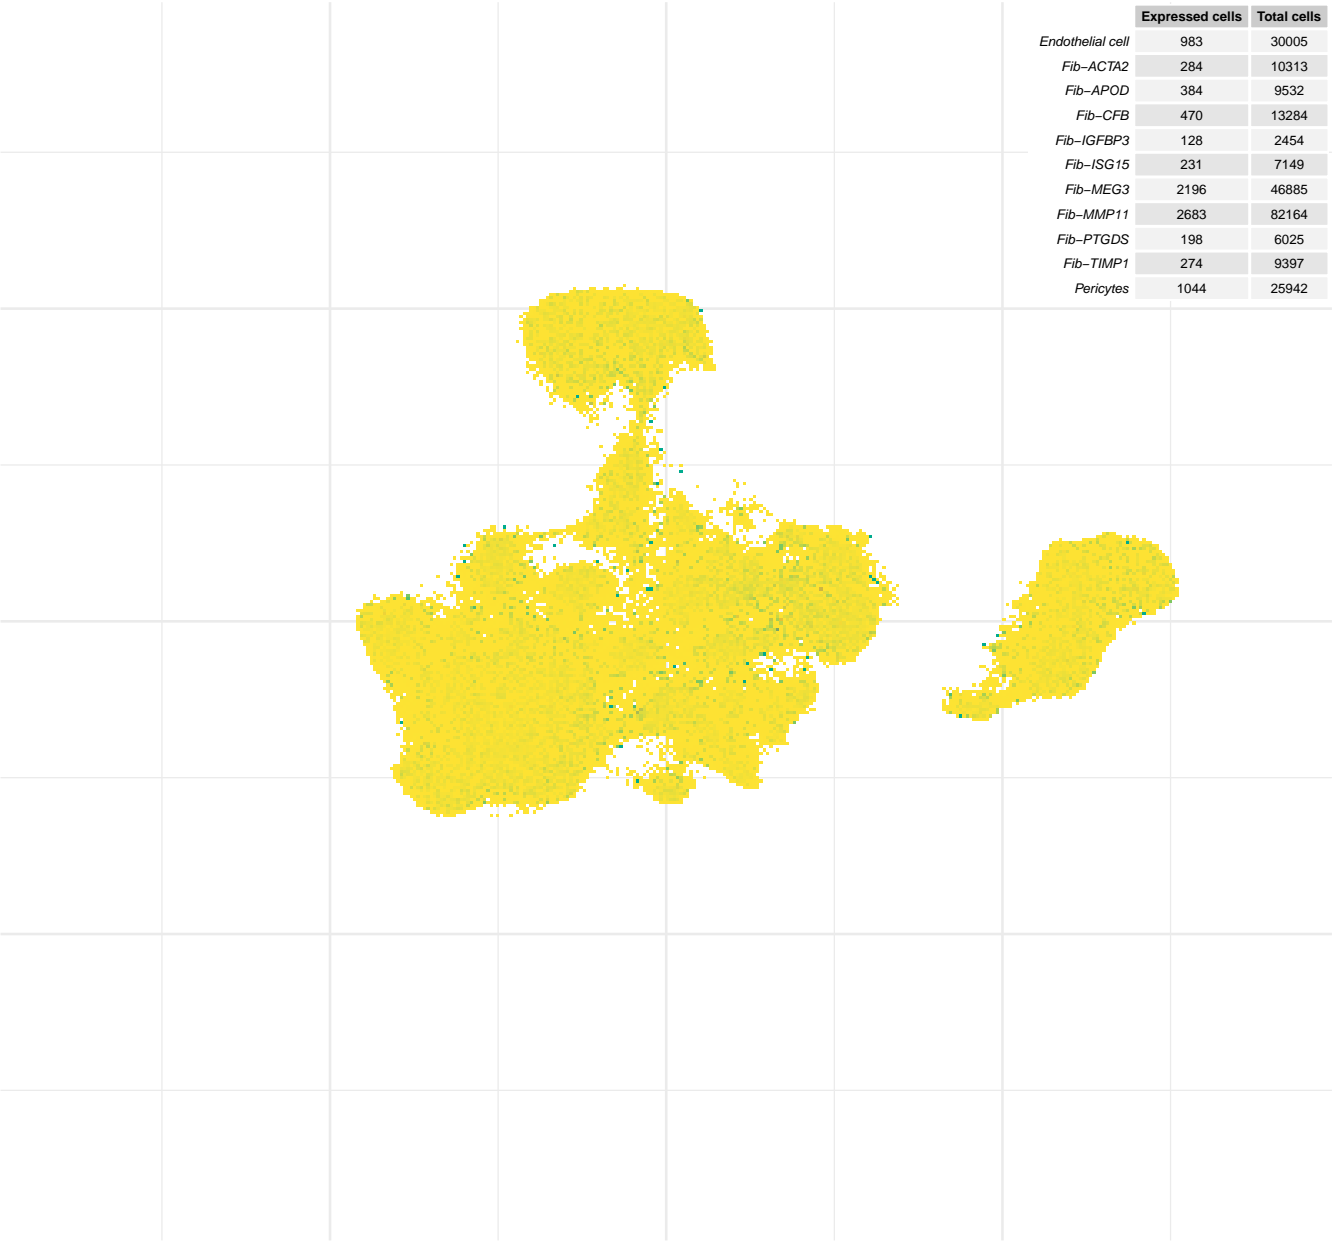 Expressed cells Total cells
Endothelial cell 983 30005
Fib−ACTA2 284 10313
Fib−APOD 384 9532
Fib−CFB 470 13284
Fib−IGFBP3 128 2454
Fib−ISG15 231 7149
Fib−MEG3 2196 46885
Fib−MMP11 2683 82164
Fib−PTGDS 198 6025
Fib−TIMP1 274 9397
Pericytes 1044 25942